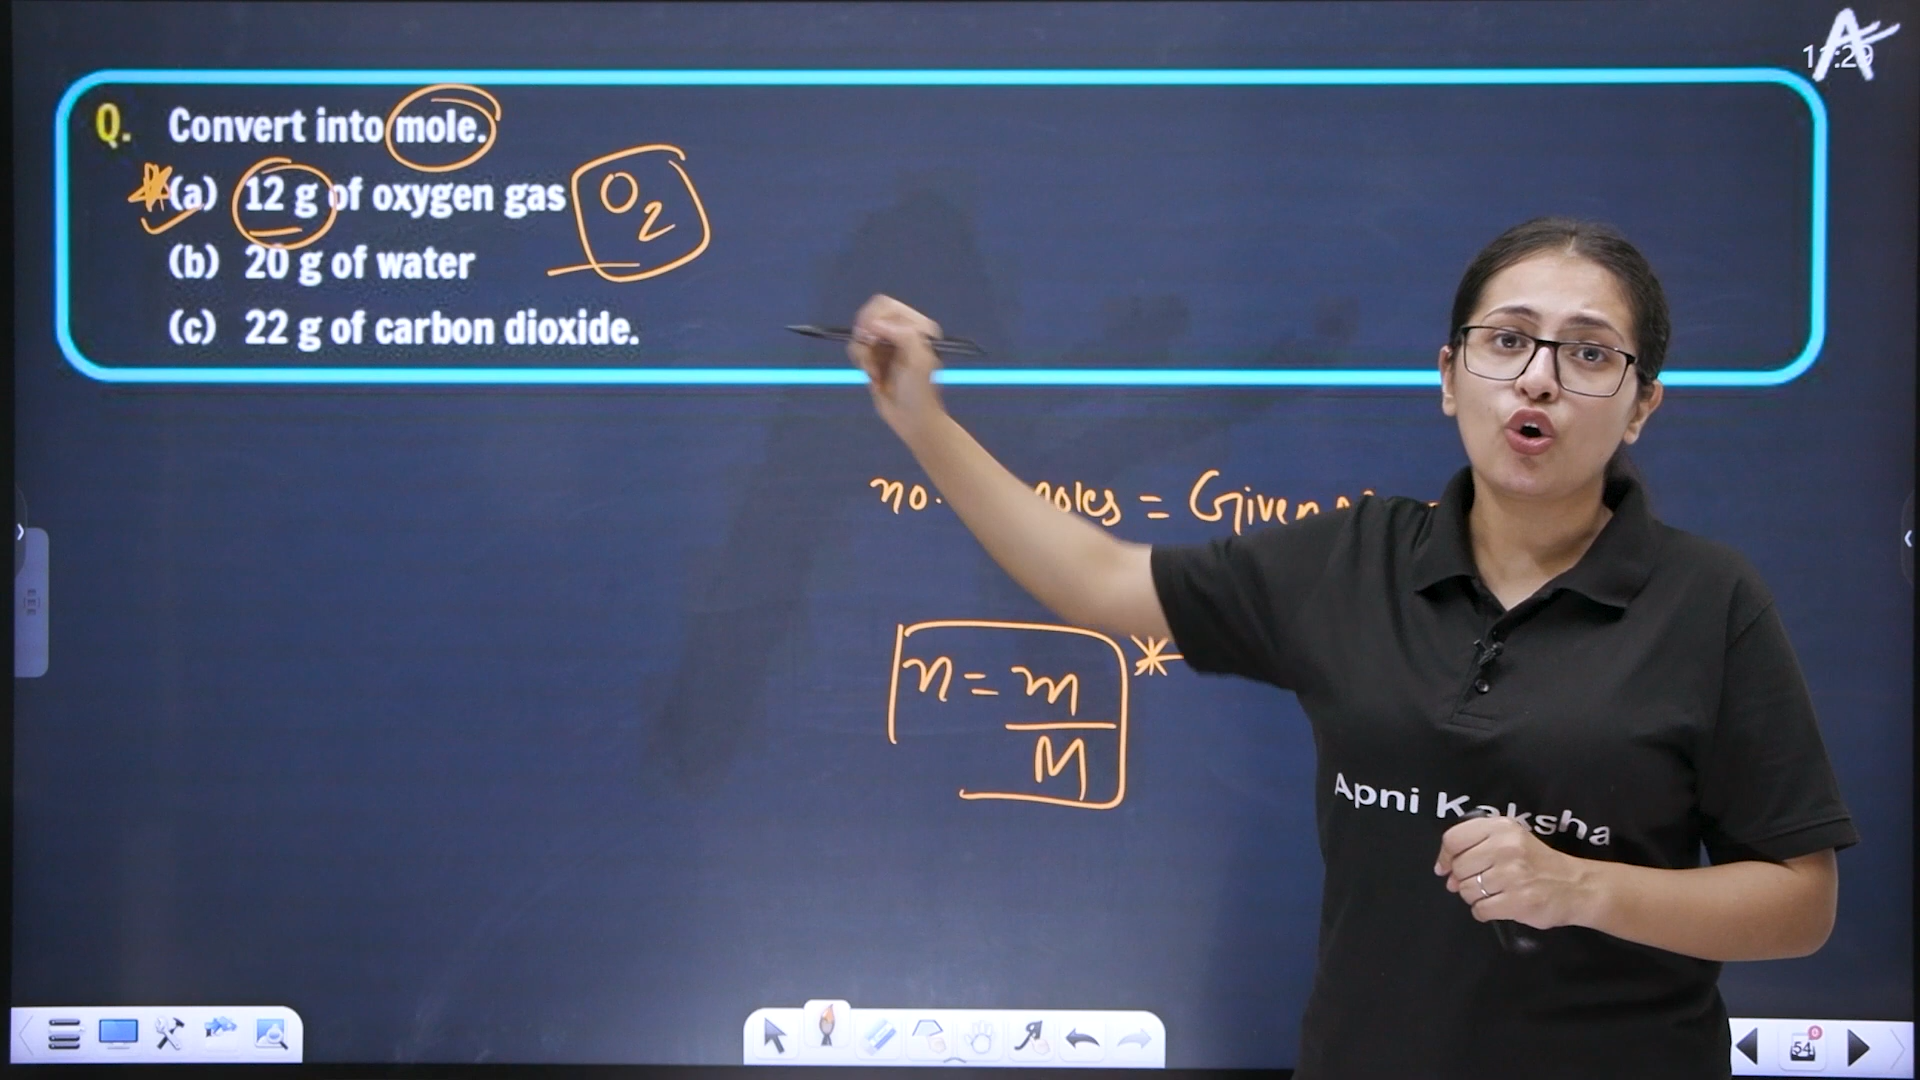 Q. Convert into mole.
(a) 12 g of oxygen gas O2
(b) 20 g of water
(c) 22 g of carbon dioxide.
no. moles = Given
n = m
M
Apni Kaksha
54